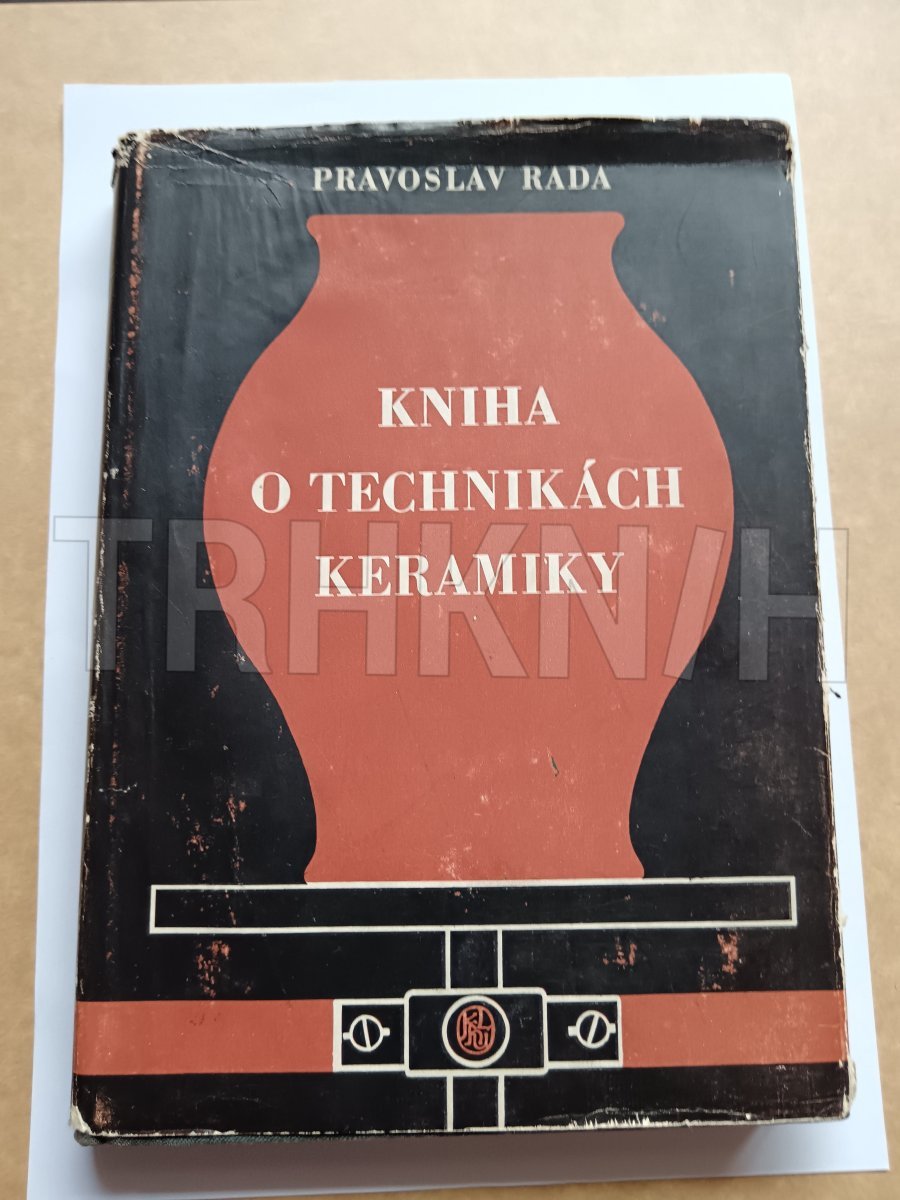 PRAVOSLAV RADA
KNIHA
O TECHNIKÁCH
KERAMIKY
TRHKNIH